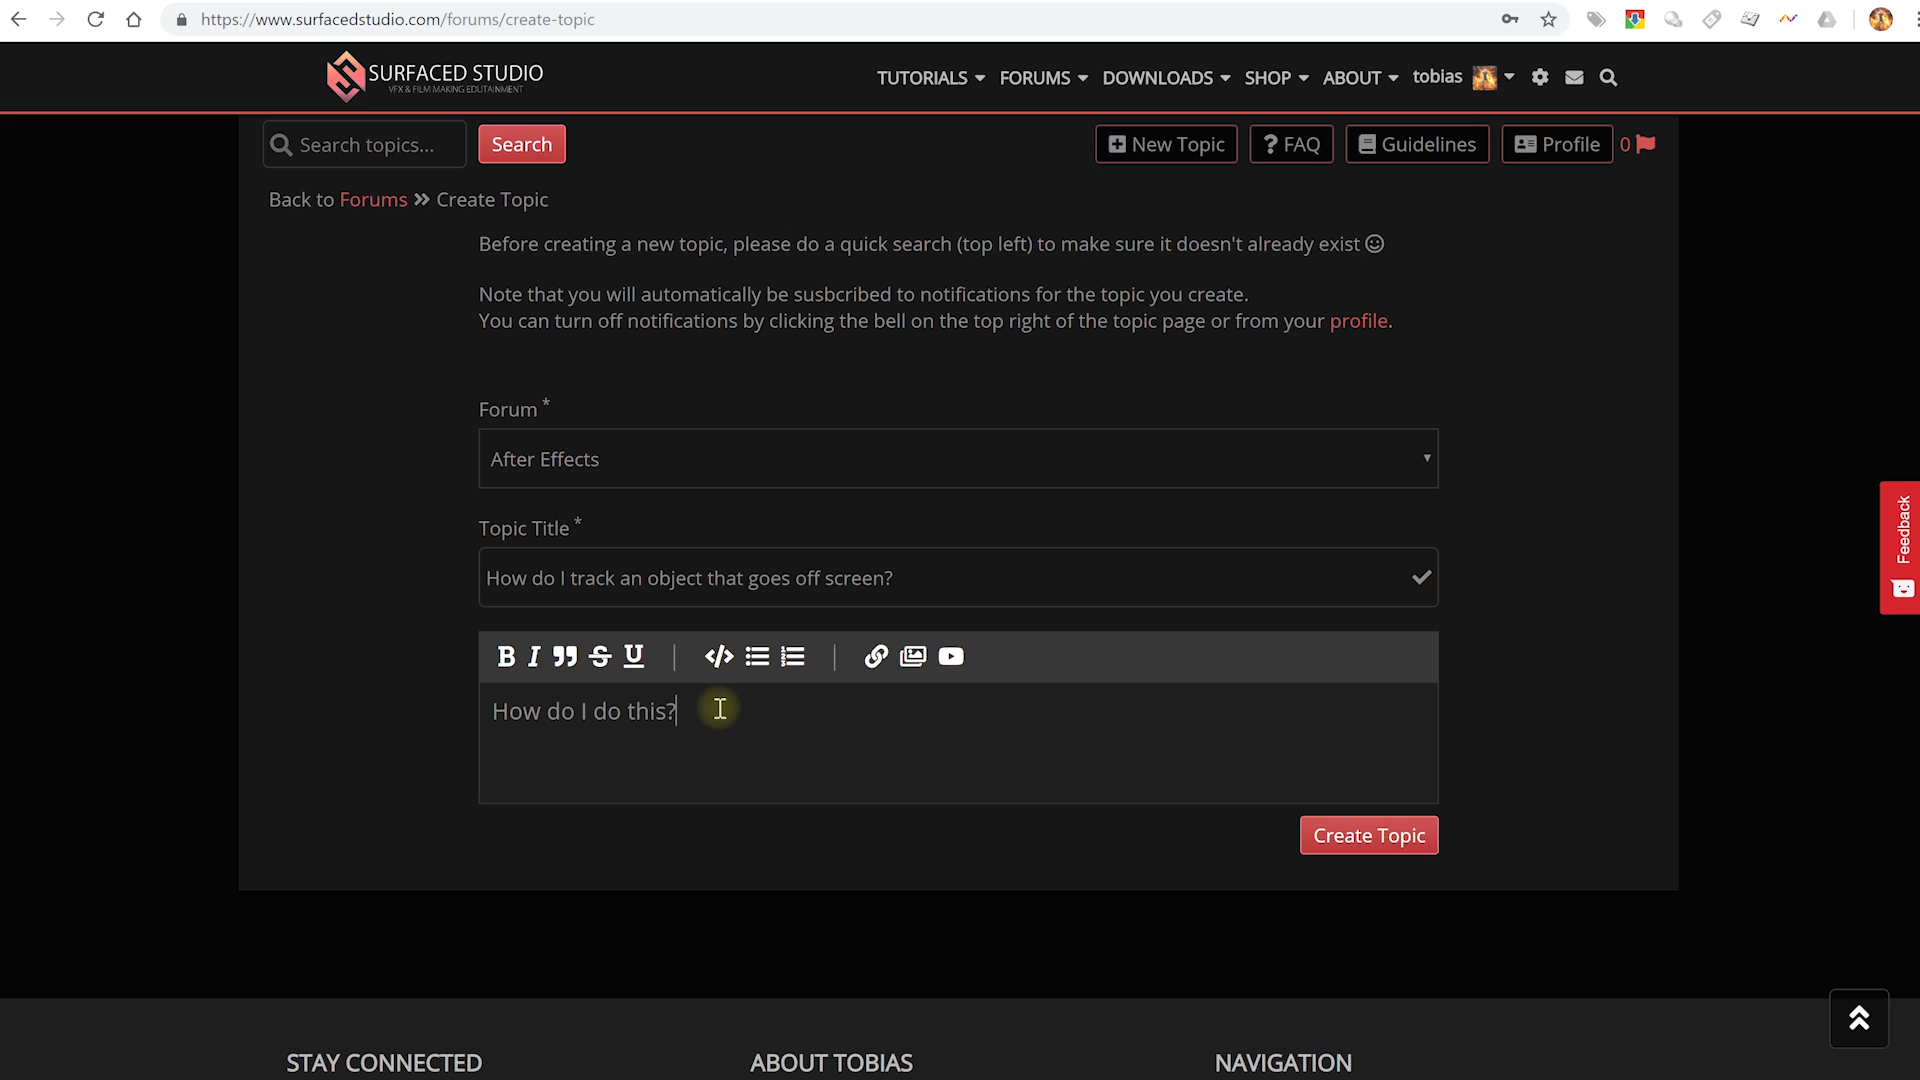 https://www.surfacedstudio.com/forums/create-topic
SURFACED STUDIO
VFX & FILM MAKING EDUTAINMENT
TUTORIALS
FORUMS
DOWNLOADS
SHOP
ABOUT
tobias
Search topics...
Search
New Topic
? FAQ
Guidelines
Profile
0
Back to Forums » Create Topic
Before creating a new topic, please do a quick search (top left) to make sure it doesn't already exist
Note that you will automatically be susbcribed to notifications for the topic you create.
You can turn off notifications by clicking the bell on the top right of the topic page or from your profile.
Forum *
After Effects
Topic Title *
How do I track an object that goes off screen?
B I S U
How do I do this?
Create Topic
Feedback
STAY CONNECTED
ABOUT TOBIAS
NAVIGATION